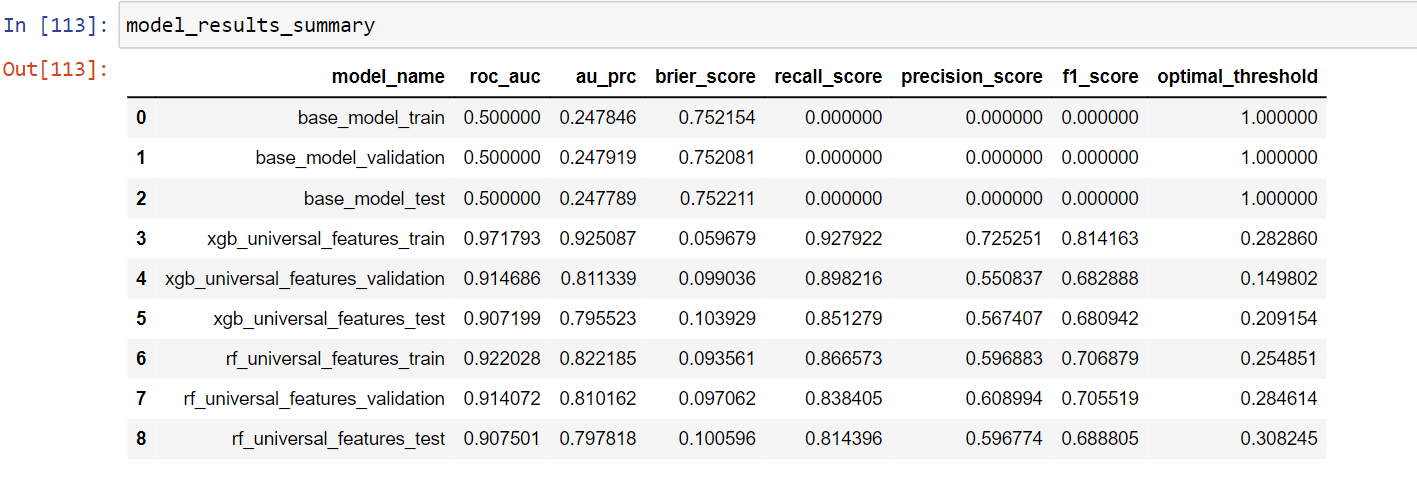 In [113]: model_results_summary
Out[113]:
model_name roc_auc au_prc brier_score recall_score precision_score f1_score optimal_threshold
0 base_model_train 0.500000 0.247846 0.752154 0.000000 0.000000 0.000000 1.000000
1 base_model_validation 0.500000 0.247919 0.752081 0.000000 0.000000 0.000000 1.000000
2 base_model_test 0.500000 0.247789 0.752211 0.000000 0.000000 0.000000 1.000000
3 xgb_universal_features_train 0.971793 0.925087 0.059679 0.927922 0.725251 0.814163 0.282860
4 xgb_universal_features_validation 0.914686 0.811339 0.099036 0.898216 0.550837 0.682888 0.149802
5 xgb_universal_features_test 0.907199 0.795523 0.103929 0.851279 0.567407 0.680942 0.209154
6 rf_universal_features_train 0.922028 0.822185 0.093561 0.866573 0.596883 0.706879 0.254851
7 rf_universal_features_validation 0.914072 0.810162 0.097062 0.838405 0.608994 0.705519 0.284614
8 rf_universal_features_test 0.907501 0.797818 0.100596 0.814396 0.596774 0.688805 0.308245